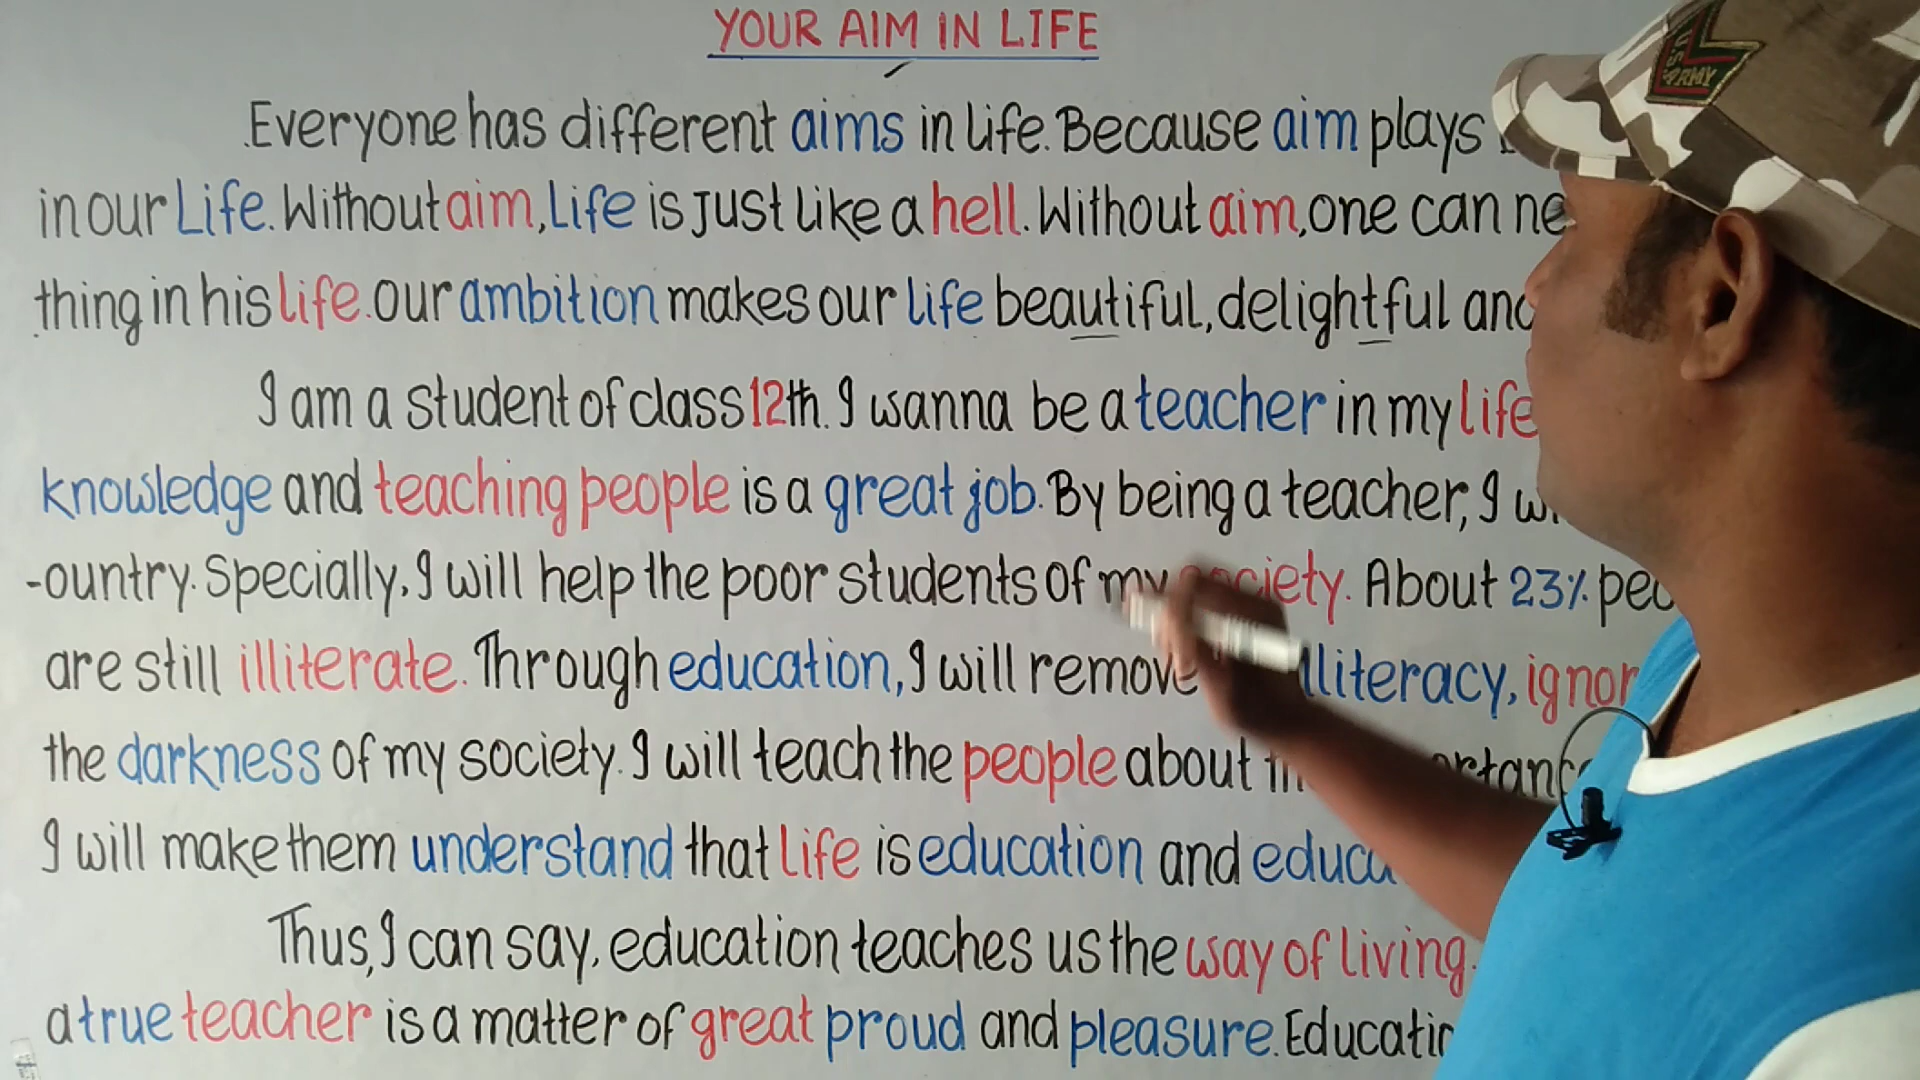 YOUR AIM IN LIFE
Everyone has different aims in life. Because aim plays
in our Life. Without aim, Life is just like a hell. Without aim, one can
thing in his life. our ambition makes our life beautiful, delightful and
I am a student of class 12th. I wanna be a teacher in my life
knowledge and teaching people is a great job. By being a teacher, I
-ountry. Specially, I will help the poor students of my society. About 23%
are still illiterate. Through education, I will remove illiteracy,
the darkness of my society. I will teach the people about
I will make them understand that life is education and
Thus, I can say, education teaches us the way of living.
a true teacher is a matter of great proud and pleasure.
U.S. ARMY